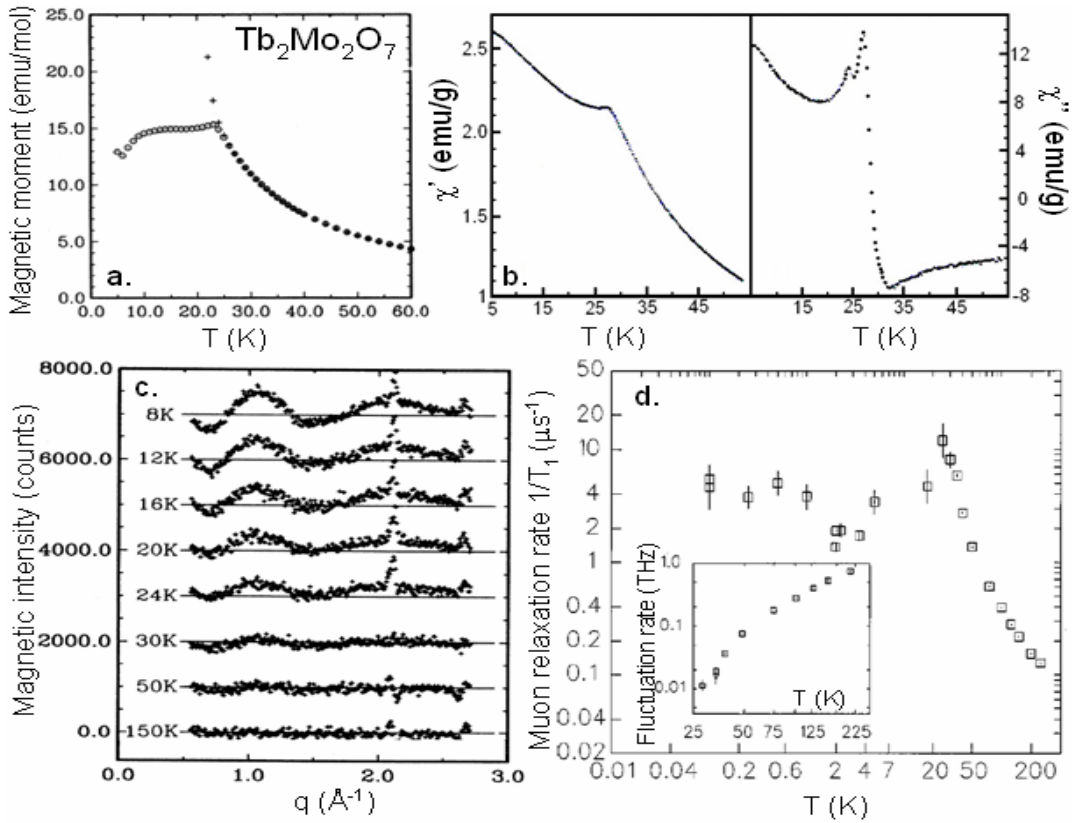 Tb₂Mo₂O₇
Magnetic moment (emu/mol)
25.0
20.0
15.0
10.0
5.0
0.0
a.
0.0 10.0 20.0 30.0 40.0 50.0 60.0
T (K)
χ' (emu/g)
2.5
2.0
1.5
1
b.
5 15 25 35 45
T (K)
15 25 35 45
T (K)
12
8
4
0
-4
-8
χ'' (emu/g)
c.
Magnetic intensity (counts)
8000.0
6000.0
4000.0
2000.0
0.0
8K
12K
16K
20K
24K
30K
50K
150K
0.0 1.0 2.0 3.0
q (Å⁻¹)
d.
Muon relaxation rate 1/T₁ (μs⁻¹)
50
20
10
4
2
1
0.4
0.2
0.1
0.04
0.02
0.01 0.04 0.2 0.6 2 4 7 20 50 200
T (K)
Fluctuation rate (THz)
1.0
0.1
0.01
T (K)
25 50 75 125 225